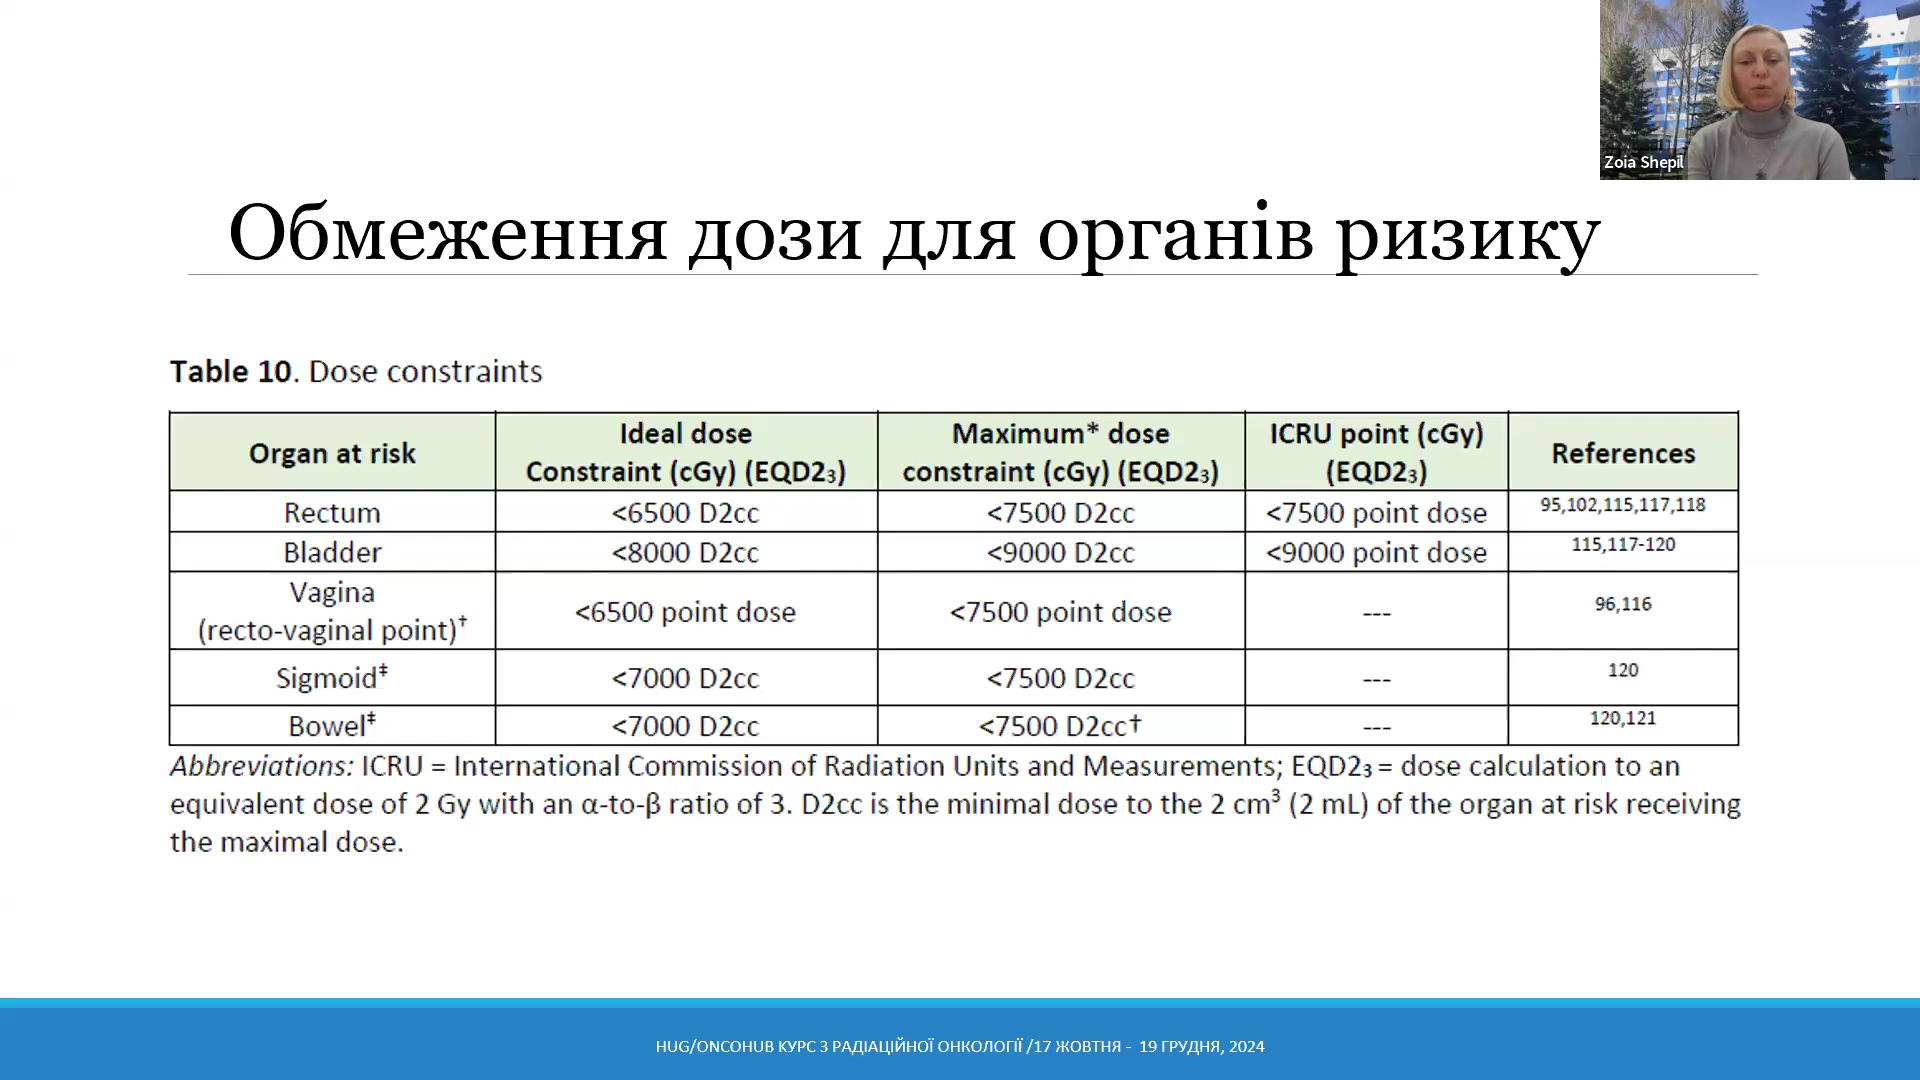 Zoia Shepil
Обмеження дози для органів ризику
Table 10. Dose constraints
Organ at risk
Ideal dose
Constraint (cGy) (EQD2₃)
Maximum* dose
constraint (cGy) (EQD2₃)
ICRU point (cGy)
(EQD2₃)
References
Rectum
<6500 D2cc
<7500 D2cc
<7500 point dose
95,102,115,117,118
Bladder
<8000 D2cc
<9000 D2cc
<9000 point dose
115,117-120
Vagina
(recto-vaginal point)†
<6500 point dose
<7500 point dose
---
96,116
Sigmoid‡
<7000 D2cc
<7500 D2cc
---
120
Bowel‡
<7000 D2cc
<7500 D2cc†
---
120,121
Abbreviations: ICRU = International Commission of Radiation Units and Measurements; EQD2₃ = dose calculation to an
equivalent dose of 2 Gy with an α-to-β ratio of 3. D2cc is the minimal dose to the 2 cm³ (2 mL) of the organ at risk receiving
the maximal dose.
HUG/ONCOHUB КУРС З РАДІАЦІЙНОЇ ОНКОЛОГІЇ /17 ЖОВТНЯ - 19 ГРУДНЯ, 2024